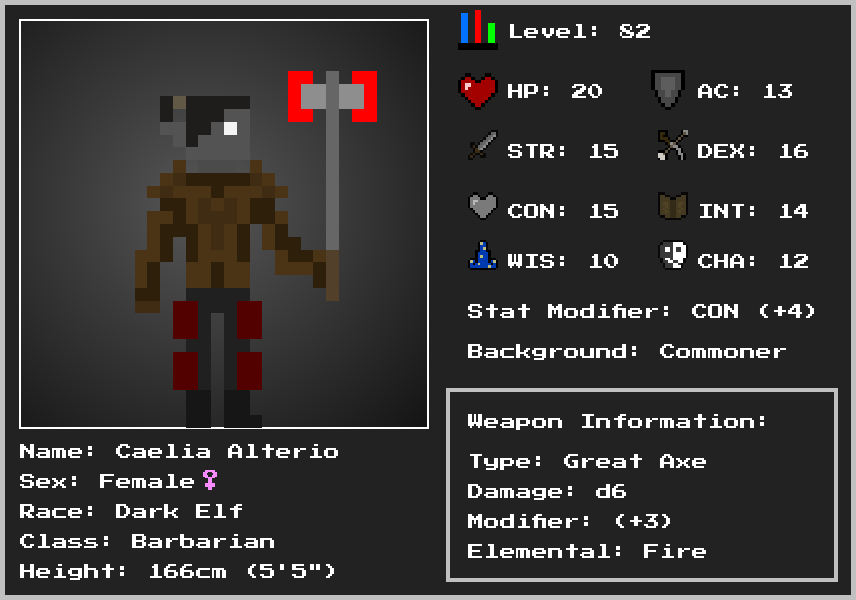 Level: 82
HP: 20 AC: 13
STR: 15 DEX: 16
CON: 15 INT: 14
WIS: 10 CHA: 12
Stat Modifier: CON (+4)
Background: Commoner
Weapon Information:
Type: Great Axe
Damage: d6
Modifier: (+3)
Elemental: Fire
Name: Caelia Alterio
Sex: Female♀
Race: Dark Elf
Class: Barbarian
Height: 166cm (5'5")